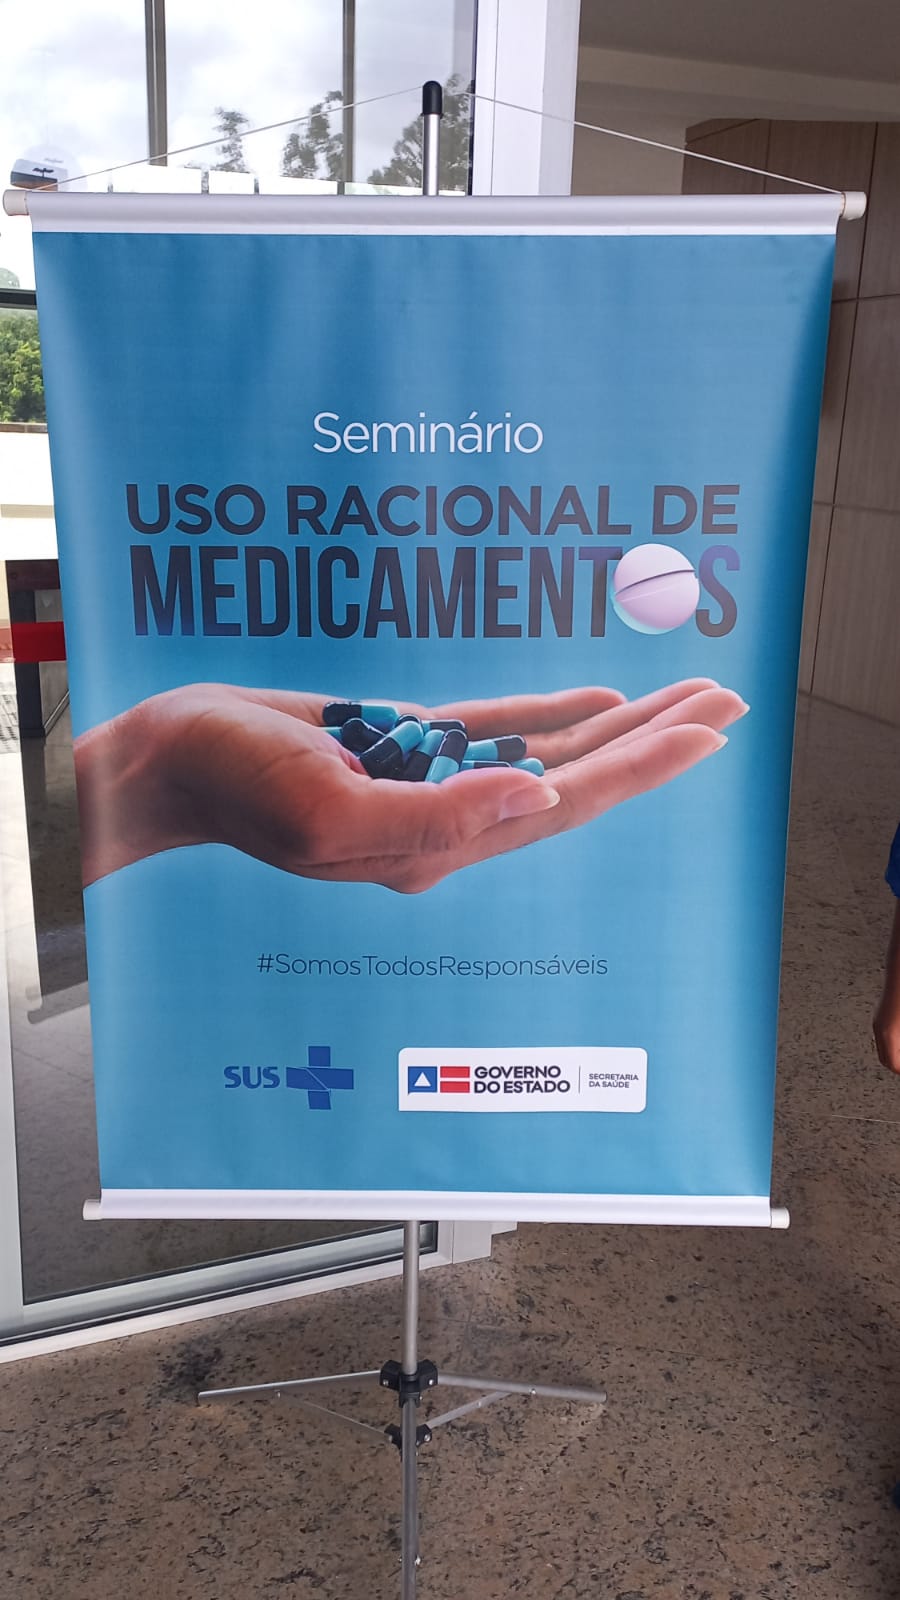 Seminário
USO RACIONAL DE
MEDICAMENTOS
#SomosTodosResponsáveis
SUS
GOVERNO
DO ESTADO
SECRETARIA
DA SAÚDE